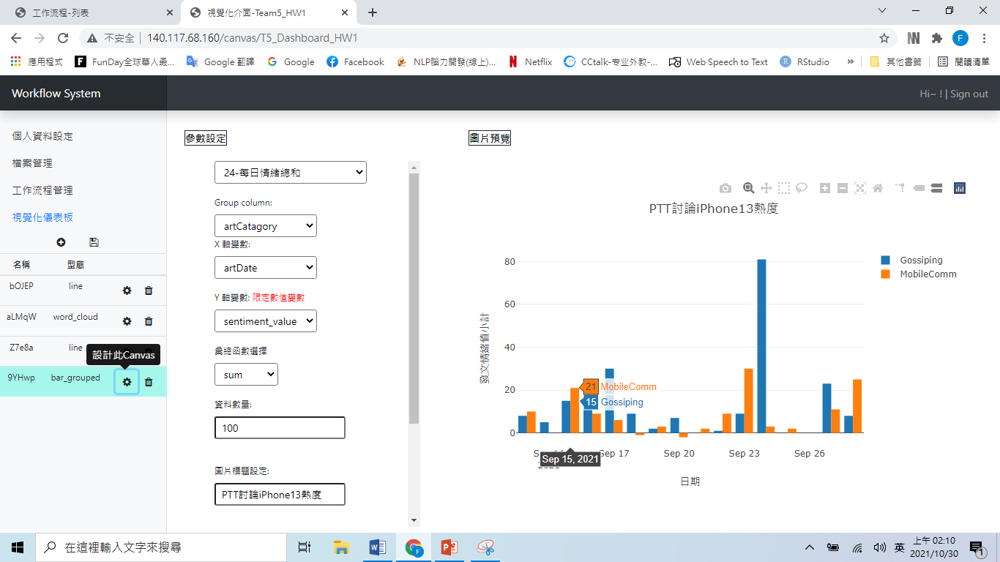 工作流程-列表
視覺化介面-Team5_HW1
不安全 140.117.68.160/canvas/T5_Dashboard_HW1
F
應用程式
FunDay全球華人最...
Google 翻譯
Google
Facebook
NLP腦力開發(線上)...
Netflix
CCtalk-专业外教-...
Web Speech to Text
RStudio
»
其他書籤
閱讀清單
Workflow System
Hi~ ! | Sign out
個人資料設定
檔案管理
工作流程管理
視覺化儀表板
名稱 型態
bOJEP line
aLMqW word_cloud
Z7e8a line
設計此Canvas
9YHwp bar_grouped
參數設定
24-每日情緒總和
Group column:
artCatagory
X 軸變數:
artDate
Y 軸變數: 限定數值變數
sentiment_value
彙總函數選擇
sum
資料數量:
100
圖片標題設定:
PTT討論iPhone13熱度
圖片預覽
PTT討論iPhone13熱度
Gossiping
MobileComm
發文情緒值小計
80
60
40
20
0
21 MobileComm
15 Gossiping
Sep 17
Sep 20
Sep 23
Sep 26
Sep 15, 2021
日期
在這裡輸入文字來搜尋
英
上午 02:10
2021/10/30
1